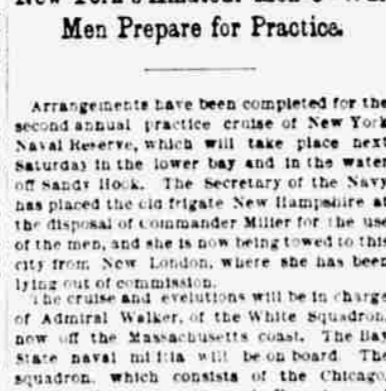 New York's
Men Prepare for Practice.
Arrangements have been completed for the
second annual practice cruise of New York
Naval Reserve, which will take place next
Saturday in the lower bay and in the water
off Sandy Hook. The Secretary of the Navy
has placed the old frigate New Hampshire at
the disposal of Commander Miller for the use
of the men, and she is now being towed to this
city from New London, where she has been
lying out of commission.
The cruise and evelutions will be in charge
of Admiral Walker, of the White Squadron,
now off the Massachusetts coast. The Bay
State naval militia will be on board. The
squadron, which consists of the Chicago